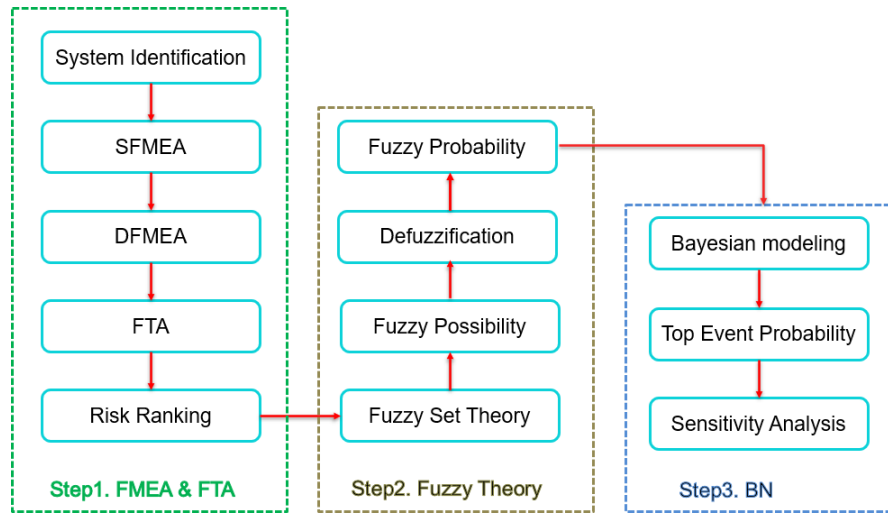 System Identification
SFMEA
DFMEA
FTA
Risk Ranking
Step1. FMEA & FTA
Fuzzy Probability
Defuzzification
Fuzzy Possibility
Fuzzy Set Theory
Step2. Fuzzy Theory
Bayesian modeling
Top Event Probability
Sensitivity Analysis
Step3. BN